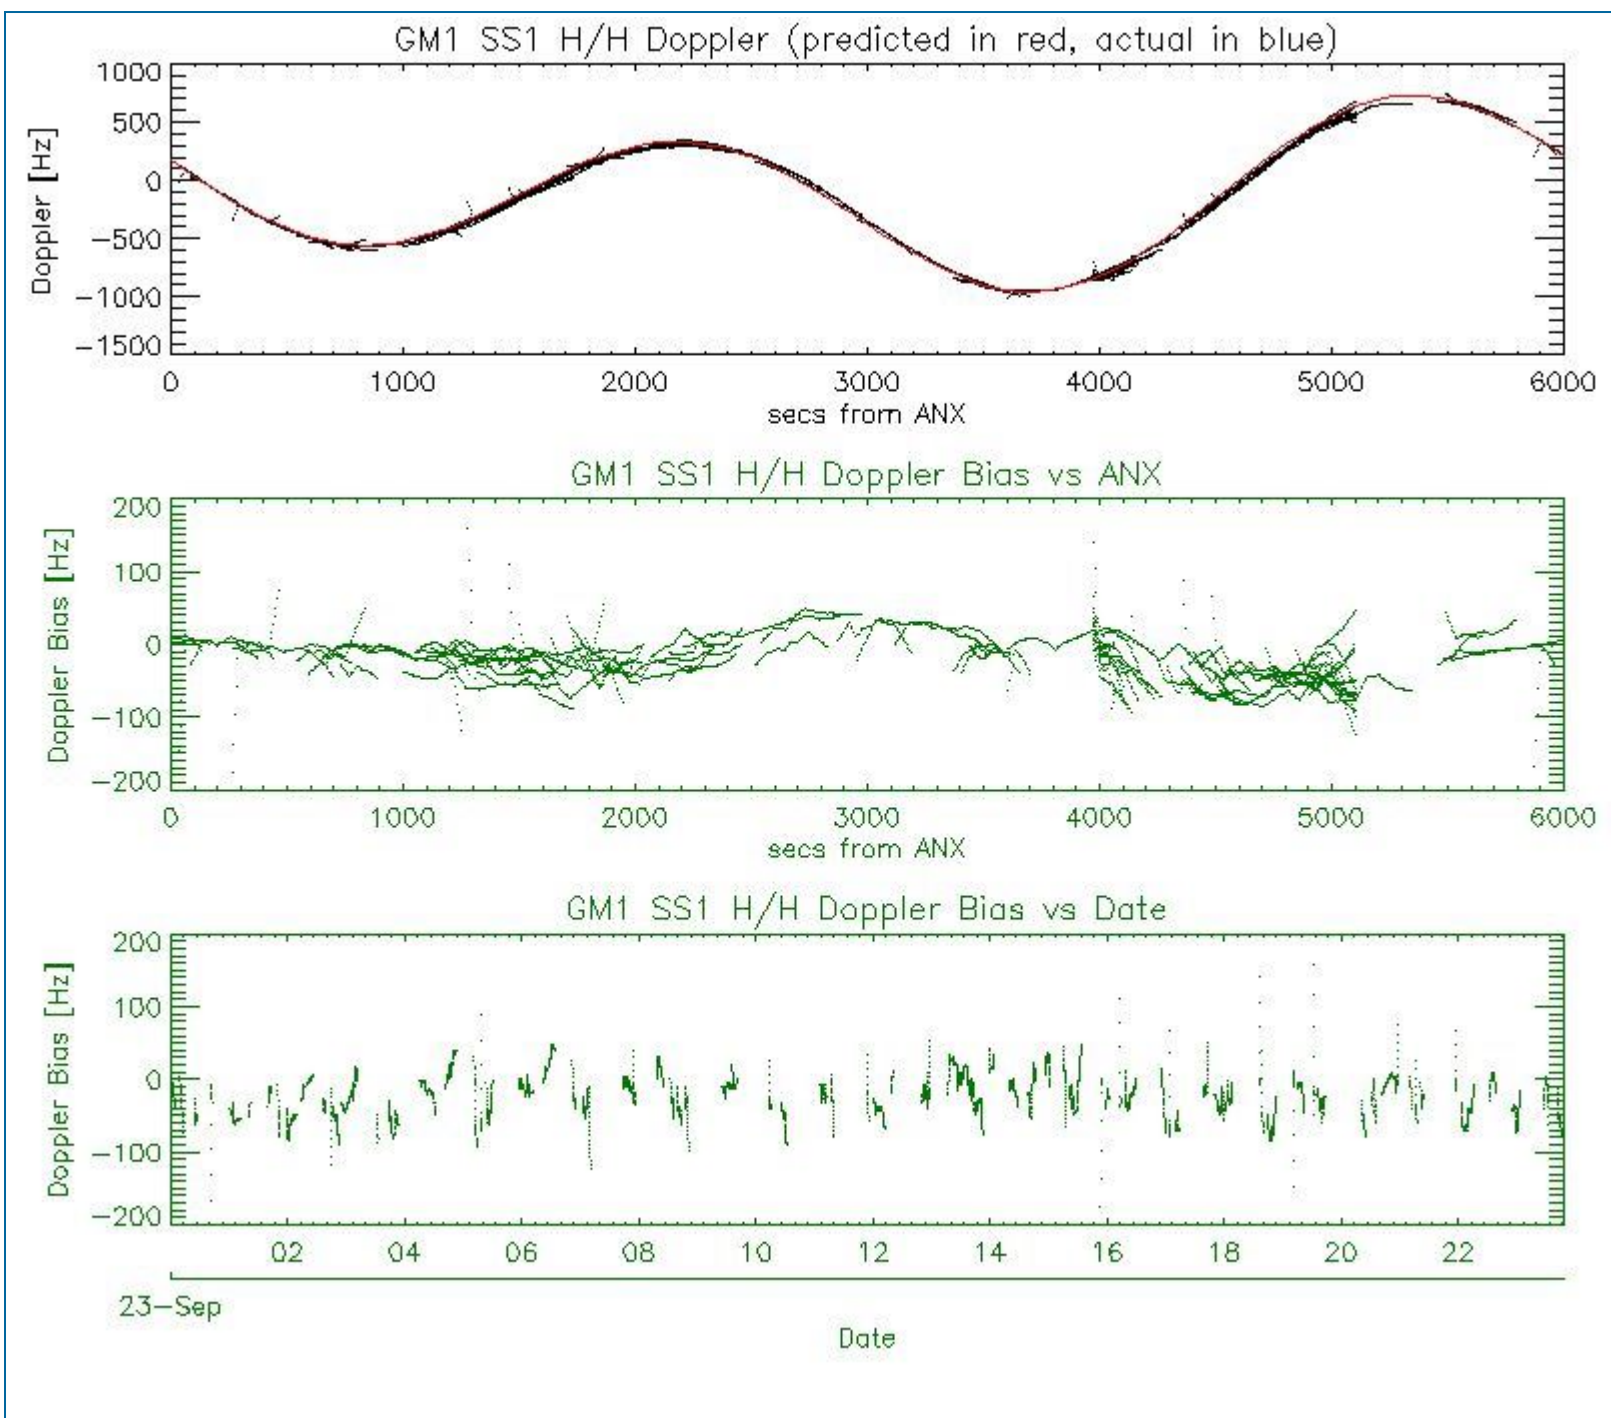 GM1 SS1 H/H Doppler (predicted in red, actual in blue)
Doppler [Hz]
1000
500
0
-500
-1000
-1500
0 1000 2000 3000 4000 5000 6000
secs from ANX
GM1 SS1 H/H Doppler Bias vs ANX
Doppler Bias [Hz]
200
100
0
-100
-200
0 1000 2000 3000 4000 5000 6000
secs from ANX
GM1 SS1 H/H Doppler Bias vs Date
Doppler Bias [Hz]
200
100
0
-100
-200
02 04 06 08 10 12 14 16 18 20 22
23-Sep
Date